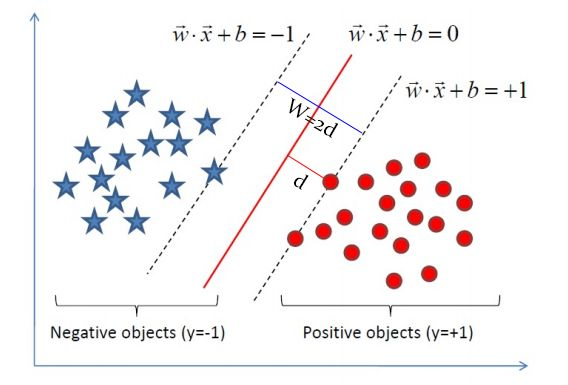 w⃗ · x⃗ + b = −1
w⃗ · x⃗ + b = 0
w⃗ · x⃗ + b = +1
W=2d
d
Negative objects (y=-1)
Positive objects (y=+1)